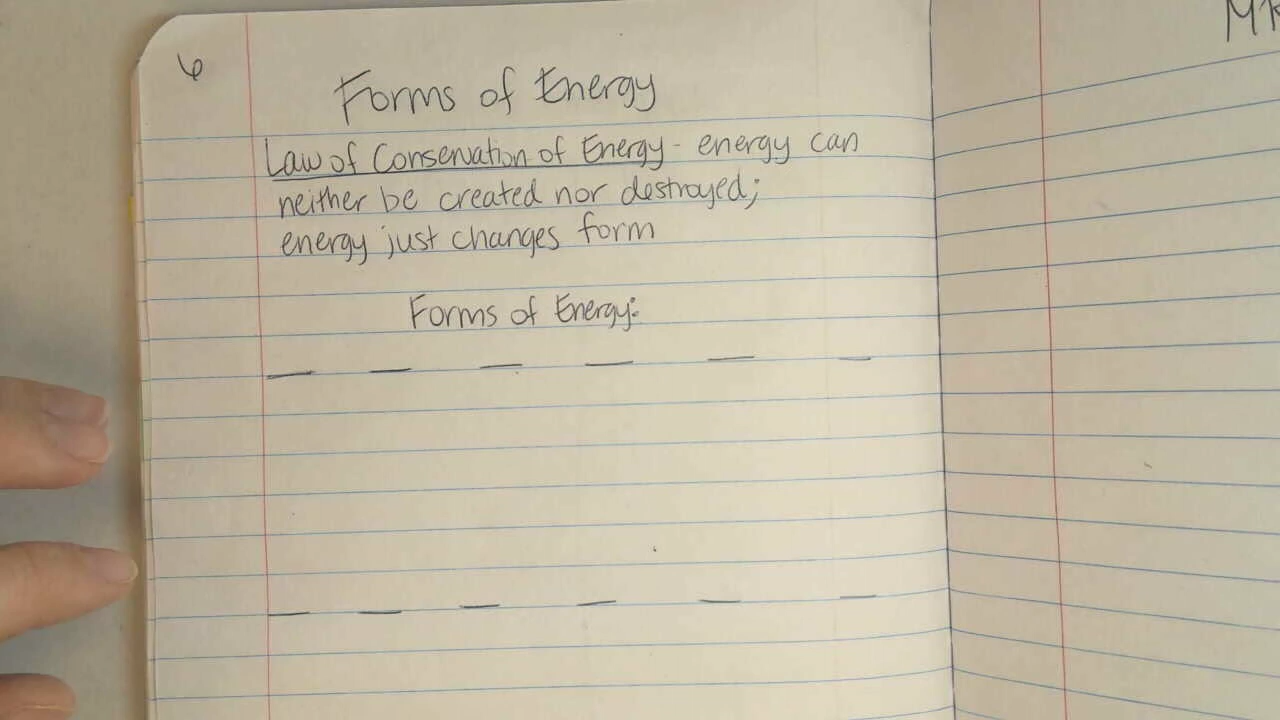 6
Forms of Energy
Law of Conservation of Energy - energy can
neither be created nor destroyed;
energy just changes form
Forms of Energy: